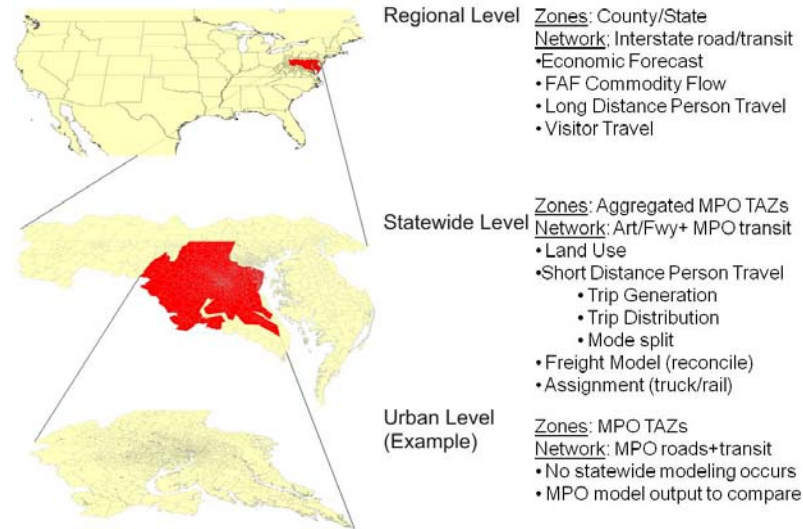 Regional Level
Zones: County/State
Network; Interstate road/transit
•Economic Forecast
• FAF Commodity Flow
• Long Distance Person Travel
• Visitor Travel
Statewide Level
Zones: Aggregated MPO TAZs
Network: Art/Fwy+ MPO transit
• Land Use
•Short Distance Person Travel
• Trip Generation
• Trip Distribution
• Mode split
• Freight Model (reconcile)
• Assignment (truck/rail)
Urban Level
(Example)
Zones: MPO TAZs
Network: MPO roads+transit
• No statewide modeling occurs
• MPO model output to compare